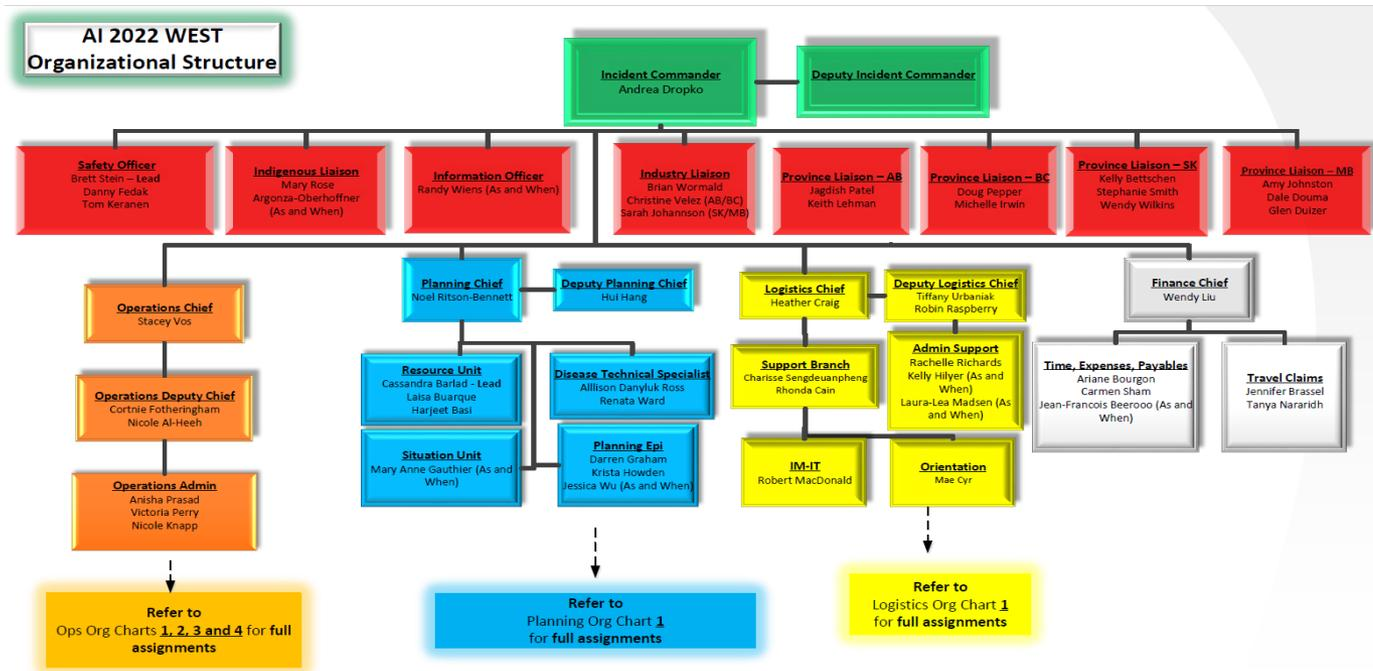 AI 2022 WEST
Organizational Structure
Incident Commander
Andrea Dropko
Deputy Incident Commander
Safety Officer
Brett Stein – Lead
Danny Fedak
Tom Keranen
Indigenous Liaison
Mary Rose
Argonza-Oberhoffner
(As and When)
Information Officer
Randy Wiens (As and When)
Industry Liaison
Brian Wormald
Christine Velez (AB/BC)
Sarah Johannson (SK/MB)
Province Liaison – AB
Jagdish Patel
Keith Lehman
Province Liaison – BC
Doug Pepper
Michelle Irwin
Province Liaison – SK
Kelly Bettschen
Stephanie Smith
Wendy Wilkins
Province Liaison – MB
Amy Johnston
Dale Douma
Glen Duizer
Operations Chief
Stacey Vos
Operations Deputy Chief
Cortnie Fotheringham
Nicole Al-Heeh
Operations Admin
Anisha Prasad
Victoria Perry
Nicole Knapp
Refer to
Ops Org Charts 1, 2, 3 and 4 for full
assignments
Planning Chief
Noel Ritson-Bennett
Deputy Planning Chief
Hui Hang
Resource Unit
Cassandra Barlad - Lead
Laisa Buarque
Harjeet Basi
Disease Technical Specialist
Alllison Danyluk Ross
Renata Ward
Situation Unit
Mary Anne Gauthier (As and
When)
Planning Epi
Darren Graham
Krista Howden
Jessica Wu (As and When)
Refer to
Planning Org Chart 1
for full assignments
Logistics Chief
Heather Craig
Deputy Logistics Chief
Tiffany Urbaniak
Robin Raspberry
Support Branch
Charisse Sengdeuanpheng
Rhonda Cain
Admin Support
Rachelle Richards
Kelly Hilyer (As and
When)
Laura-Lea Madsen (As
and When)
IM-IT
Robert MacDonald
Orientation
Mae Cyr
Refer to
Logistics Org Chart 1
for full assignments
Finance Chief
Wendy Liu
Time, Expenses, Payables
Ariane Bourgon
Carmen Sham
Jean-Francois Beerooo (As and
When)
Travel Claims
Jennifer Brassel
Tanya Nararidh